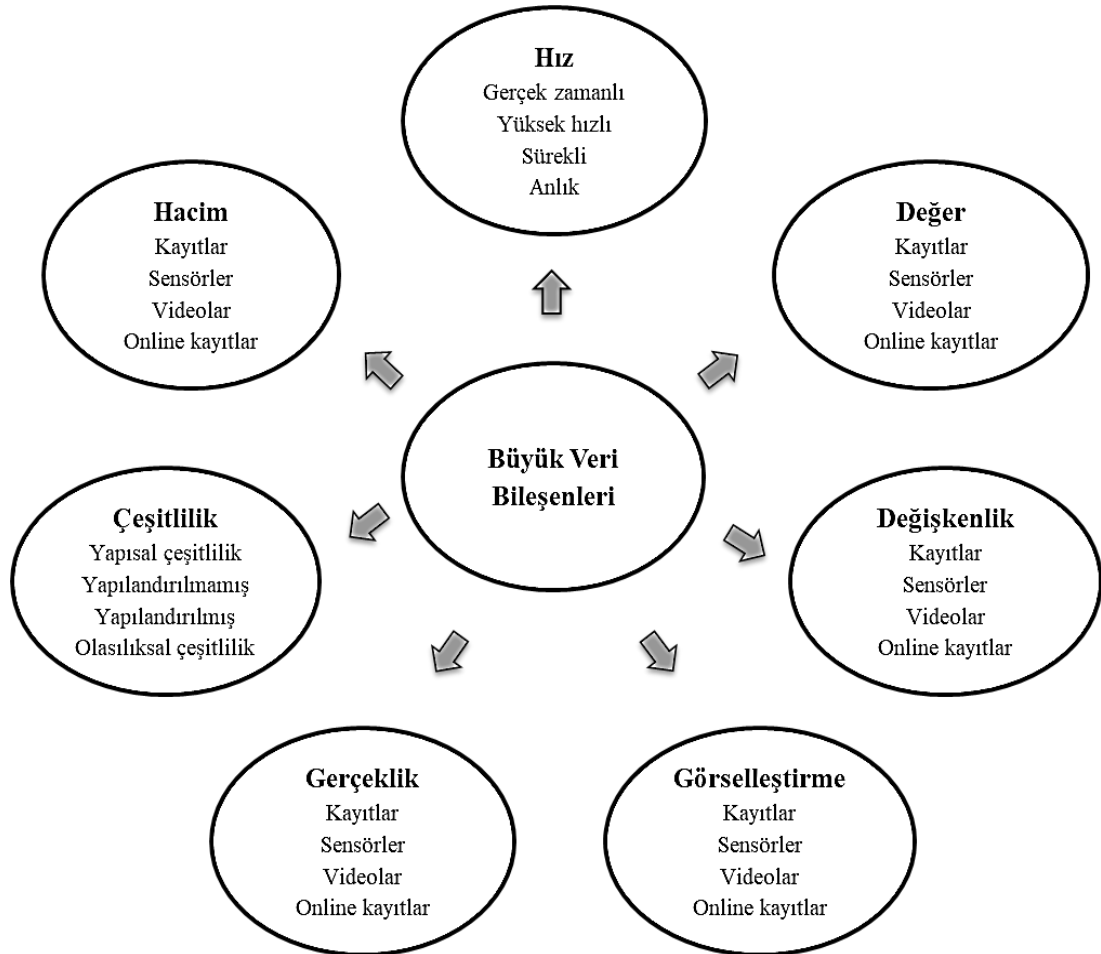 Hız
Gerçek zamanlı
Yüksek hızlı
Sürekli
Anlık
Hacim
Kayıtlar
Sensörler
Videolar
Online kayıtlar
Değer
Kayıtlar
Sensörler
Videolar
Online kayıtlar
Büyük Veri
Bileşenleri
Çeşitlilik
Yapısal çeşitlilik
Yapılandırılmamış
Yapılandırılmış
Olasılıksal çeşitlilik
Değişkenlik
Kayıtlar
Sensörler
Videolar
Online kayıtlar
Gerçeklik
Kayıtlar
Sensörler
Videolar
Online kayıtlar
Görselleştirme
Kayıtlar
Sensörler
Videolar
Online kayıtlar